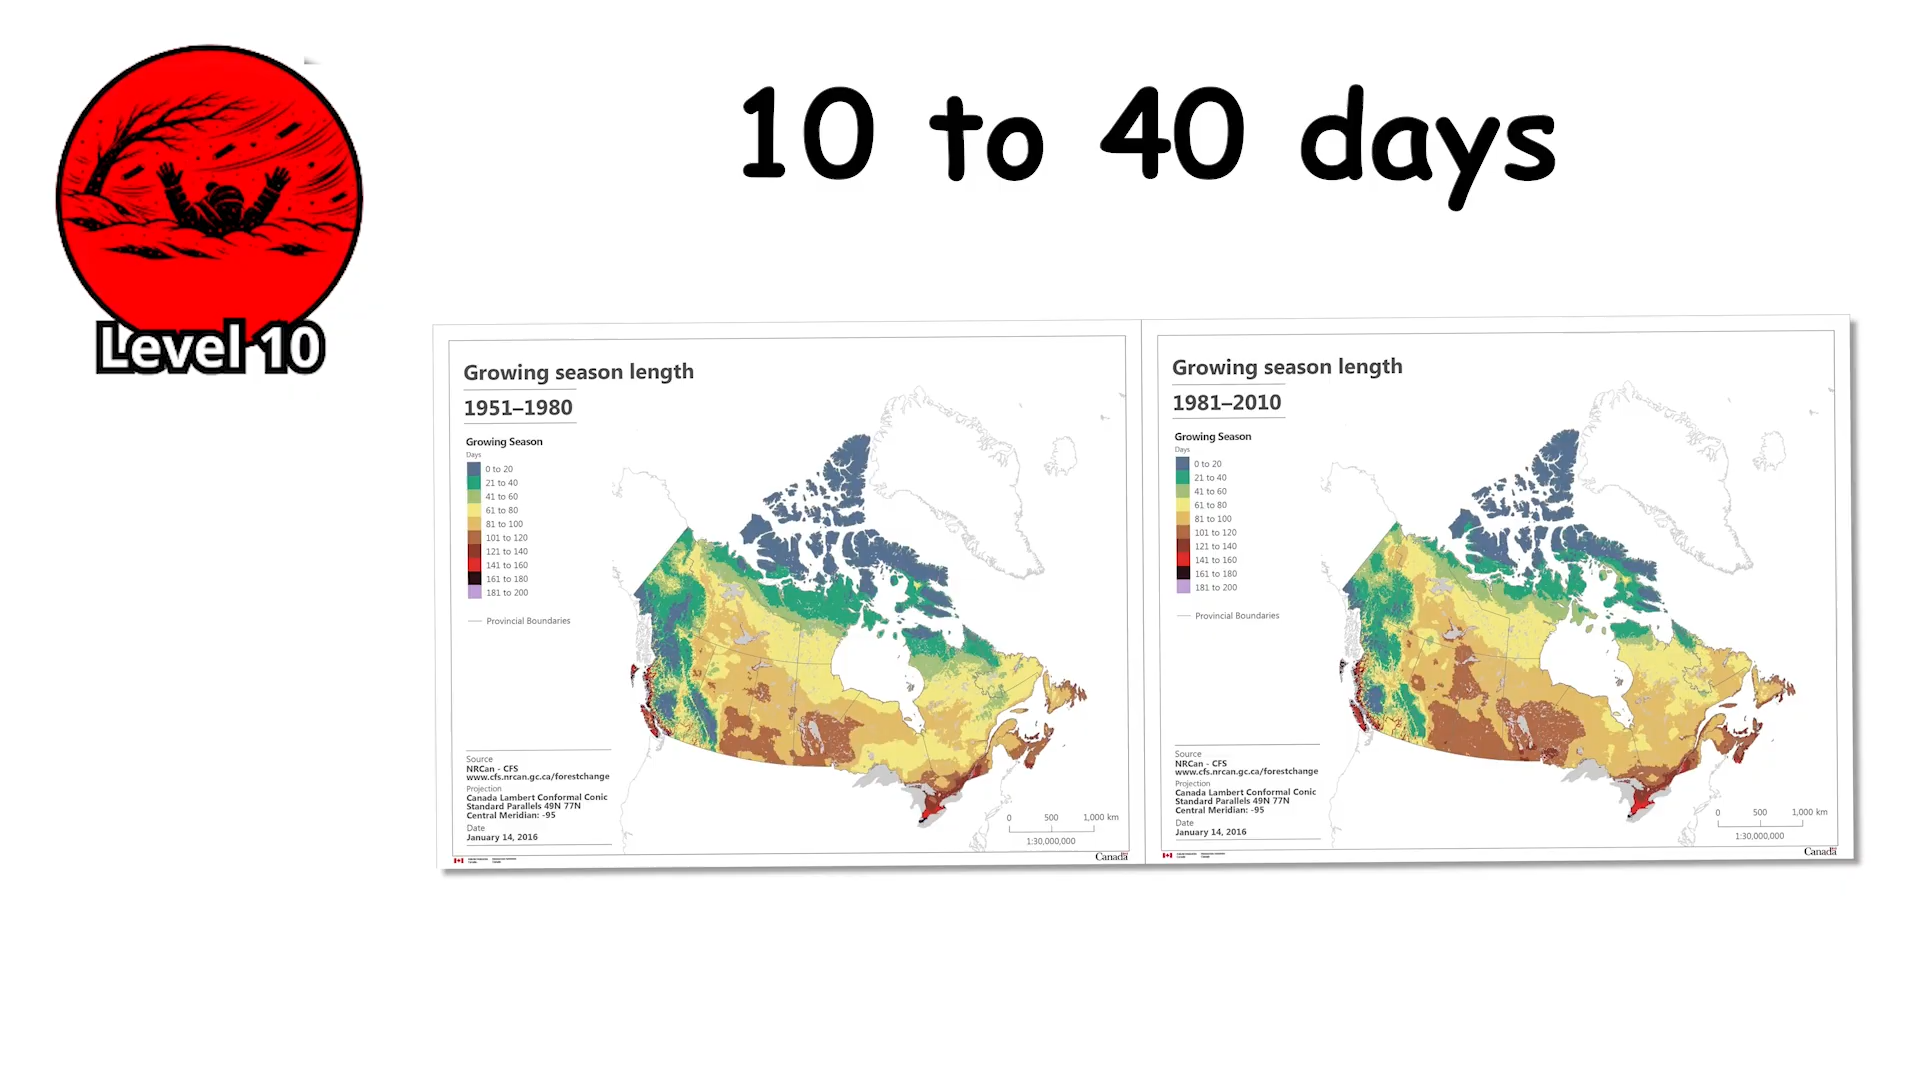 10 to 40 days
Level 10
Growing season length
1951–1980
Growing Season
Days
0 to 20
21 to 40
41 to 60
61 to 80
81 to 100
101 to 120
121 to 140
141 to 160
161 to 180
181 to 200
Provincial Boundaries
Source
NRCan - CFS
www.cfs.nrcan.gc.ca/forestchange
Projection
Canada Lambert Conformal Conic
Standard Parallels 49N 77N
Central Meridian: -95
Date
January 14, 2016
0 500 1,000 km
1:30,000,000
Canada
Growing season length
1981–2010
Growing Season
Days
0 to 20
21 to 40
41 to 60
61 to 80
81 to 100
101 to 120
121 to 140
141 to 160
161 to 180
181 to 200
Provincial Boundaries
Source
NRCan - CFS
www.cfs.nrcan.gc.ca/forestchange
Projection
Canada Lambert Conformal Conic
Standard Parallels 49N 77N
Central Meridian: -95
Date
January 14, 2016
0 500 1,000 km
1:30,000,000
Canada